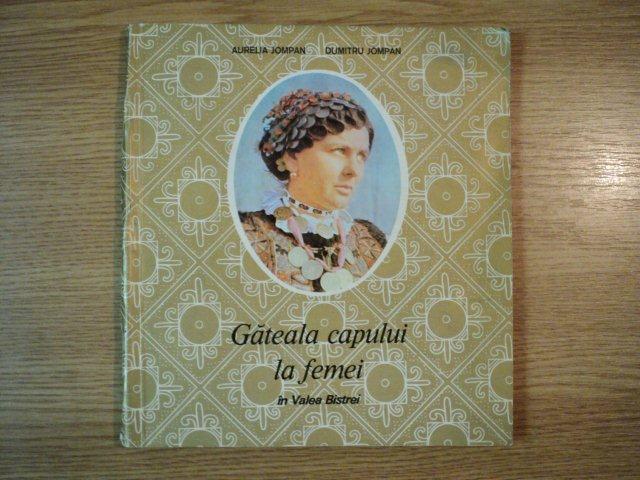 AURELIA JOMPAN DUMITRU JOMPAN
Găteala capului
la femei
în Valea Bistrei